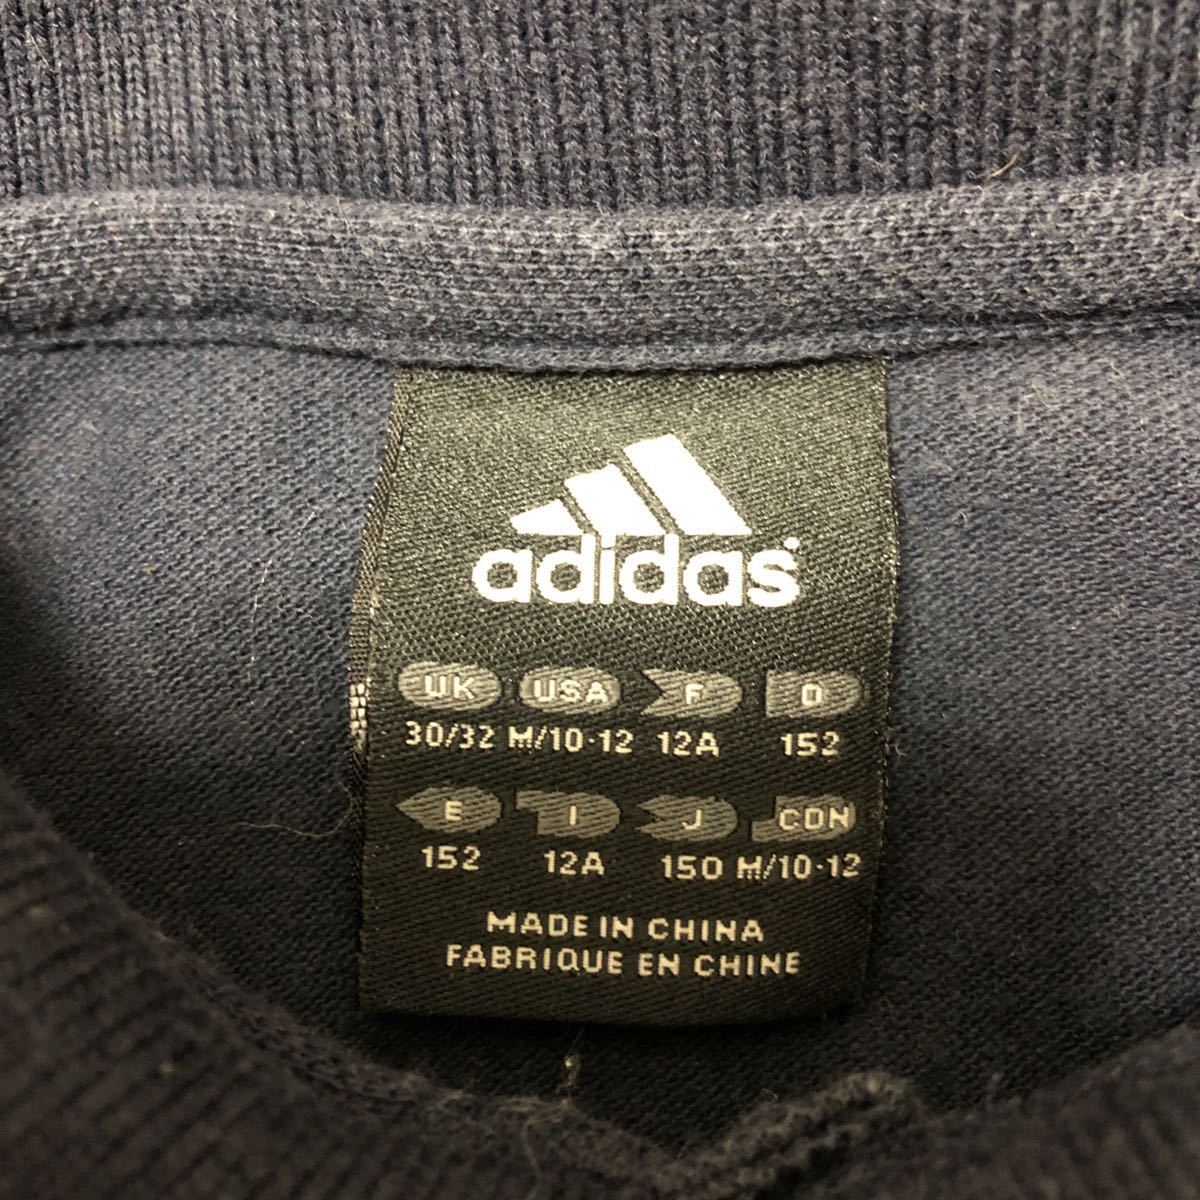 adidas
UK USA F D
30/32 M/10-12 12A 152
E I J CDN
152 12A 150 M/10-12
MADE IN CHINA
FABRIQUE EN CHINE